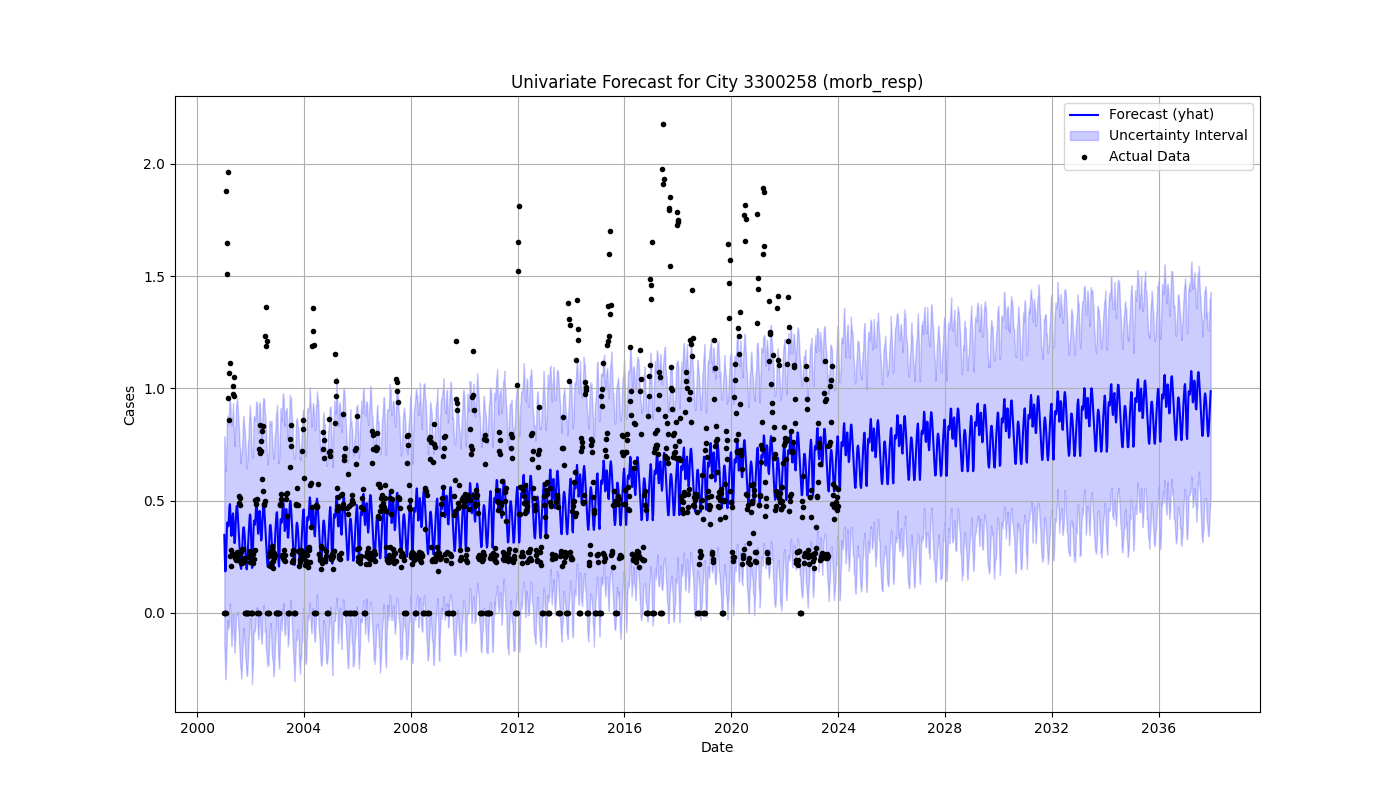 Univariate Forecast for City 3300258 (morb_resp)
Forecast (yhat)
Uncertainty Interval
Actual Data
Cases
2.0
1.5
1.0
0.5
0.0
2000 2004 2008 2012 2016 2020 2024 2028 2032 2036
Date